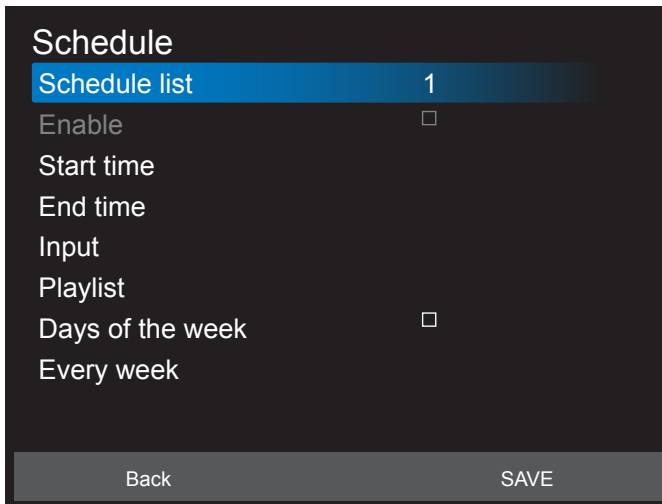 Schedule
Schedule list 1
Enable
Start time
End time
Input
Playlist
Days of the week
Every week
Back SAVE